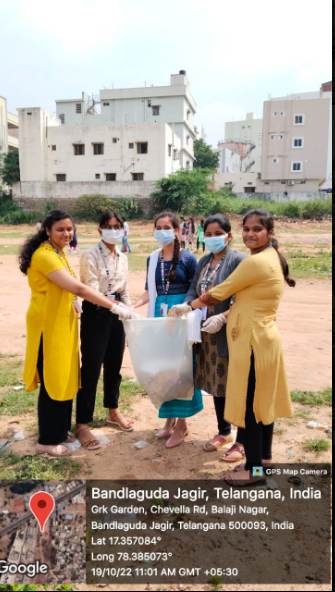 GPS Map Camera
Bandlaguda Jagir, Telangana, India
Grk Garden, Chevella Rd, Balaji Nagar,
Bandlaguda Jagir, Telangana 500093, India
Lat 17.357084°
Long 78.385073°
19/10/22 11:01 AM GMT +05:30
Google